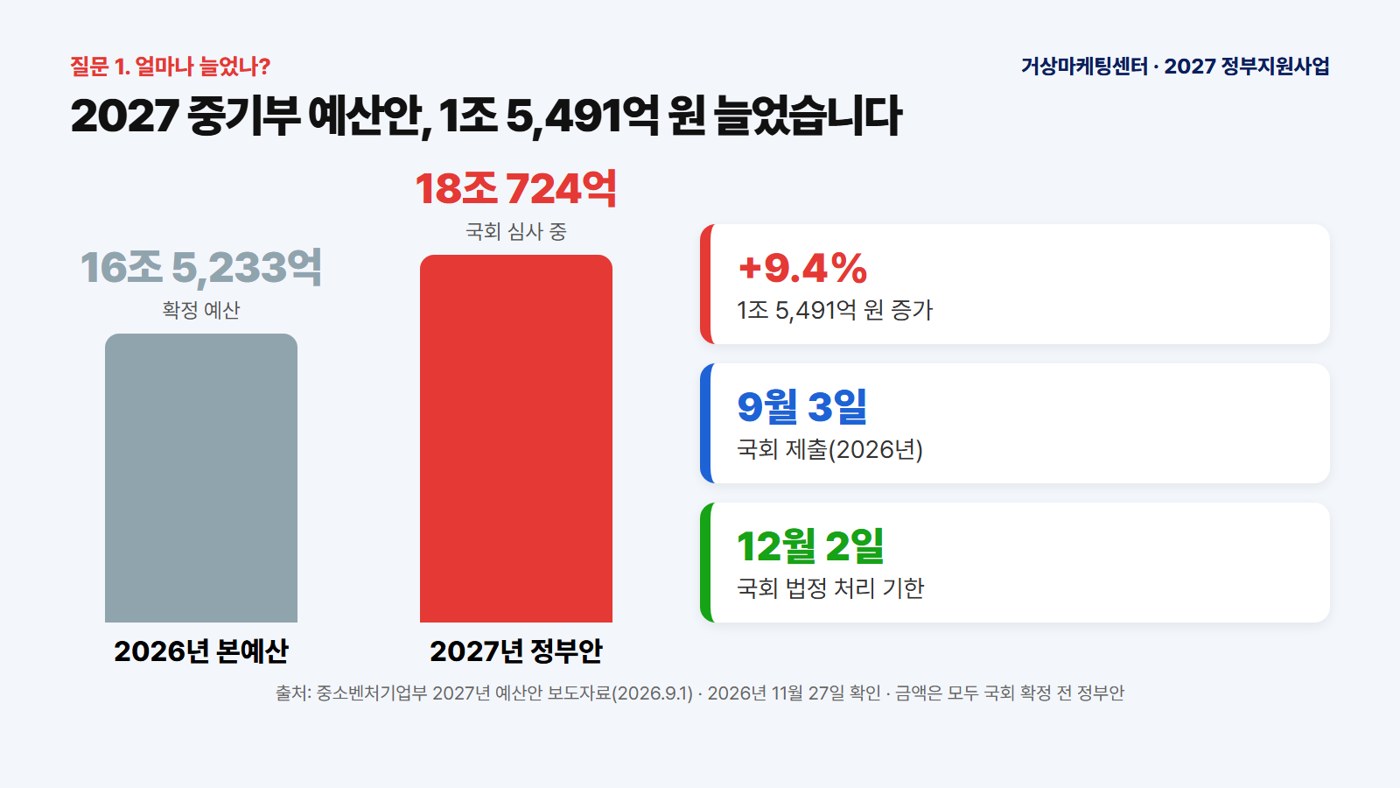 질문 1. 얼마나 늘었나?
거상마케팅센터 · 2027 정부지원사업
2027 중기부 예산안, 1조 5,491억 원 늘었습니다
16조 5,233억
확정 예산
2026년 본예산
18조 724억
국회 심사 중
2027년 정부안
+9.4%
1조 5,491억 원 증가
9월 3일
국회 제출(2026년)
12월 2일
국회 법정 처리 기한
출처: 중소벤처기업부 2027년 예산안 보도자료(2026.9.1) · 2026년 11월 27일 확인 · 금액은 모두 국회 확정 전 정부안